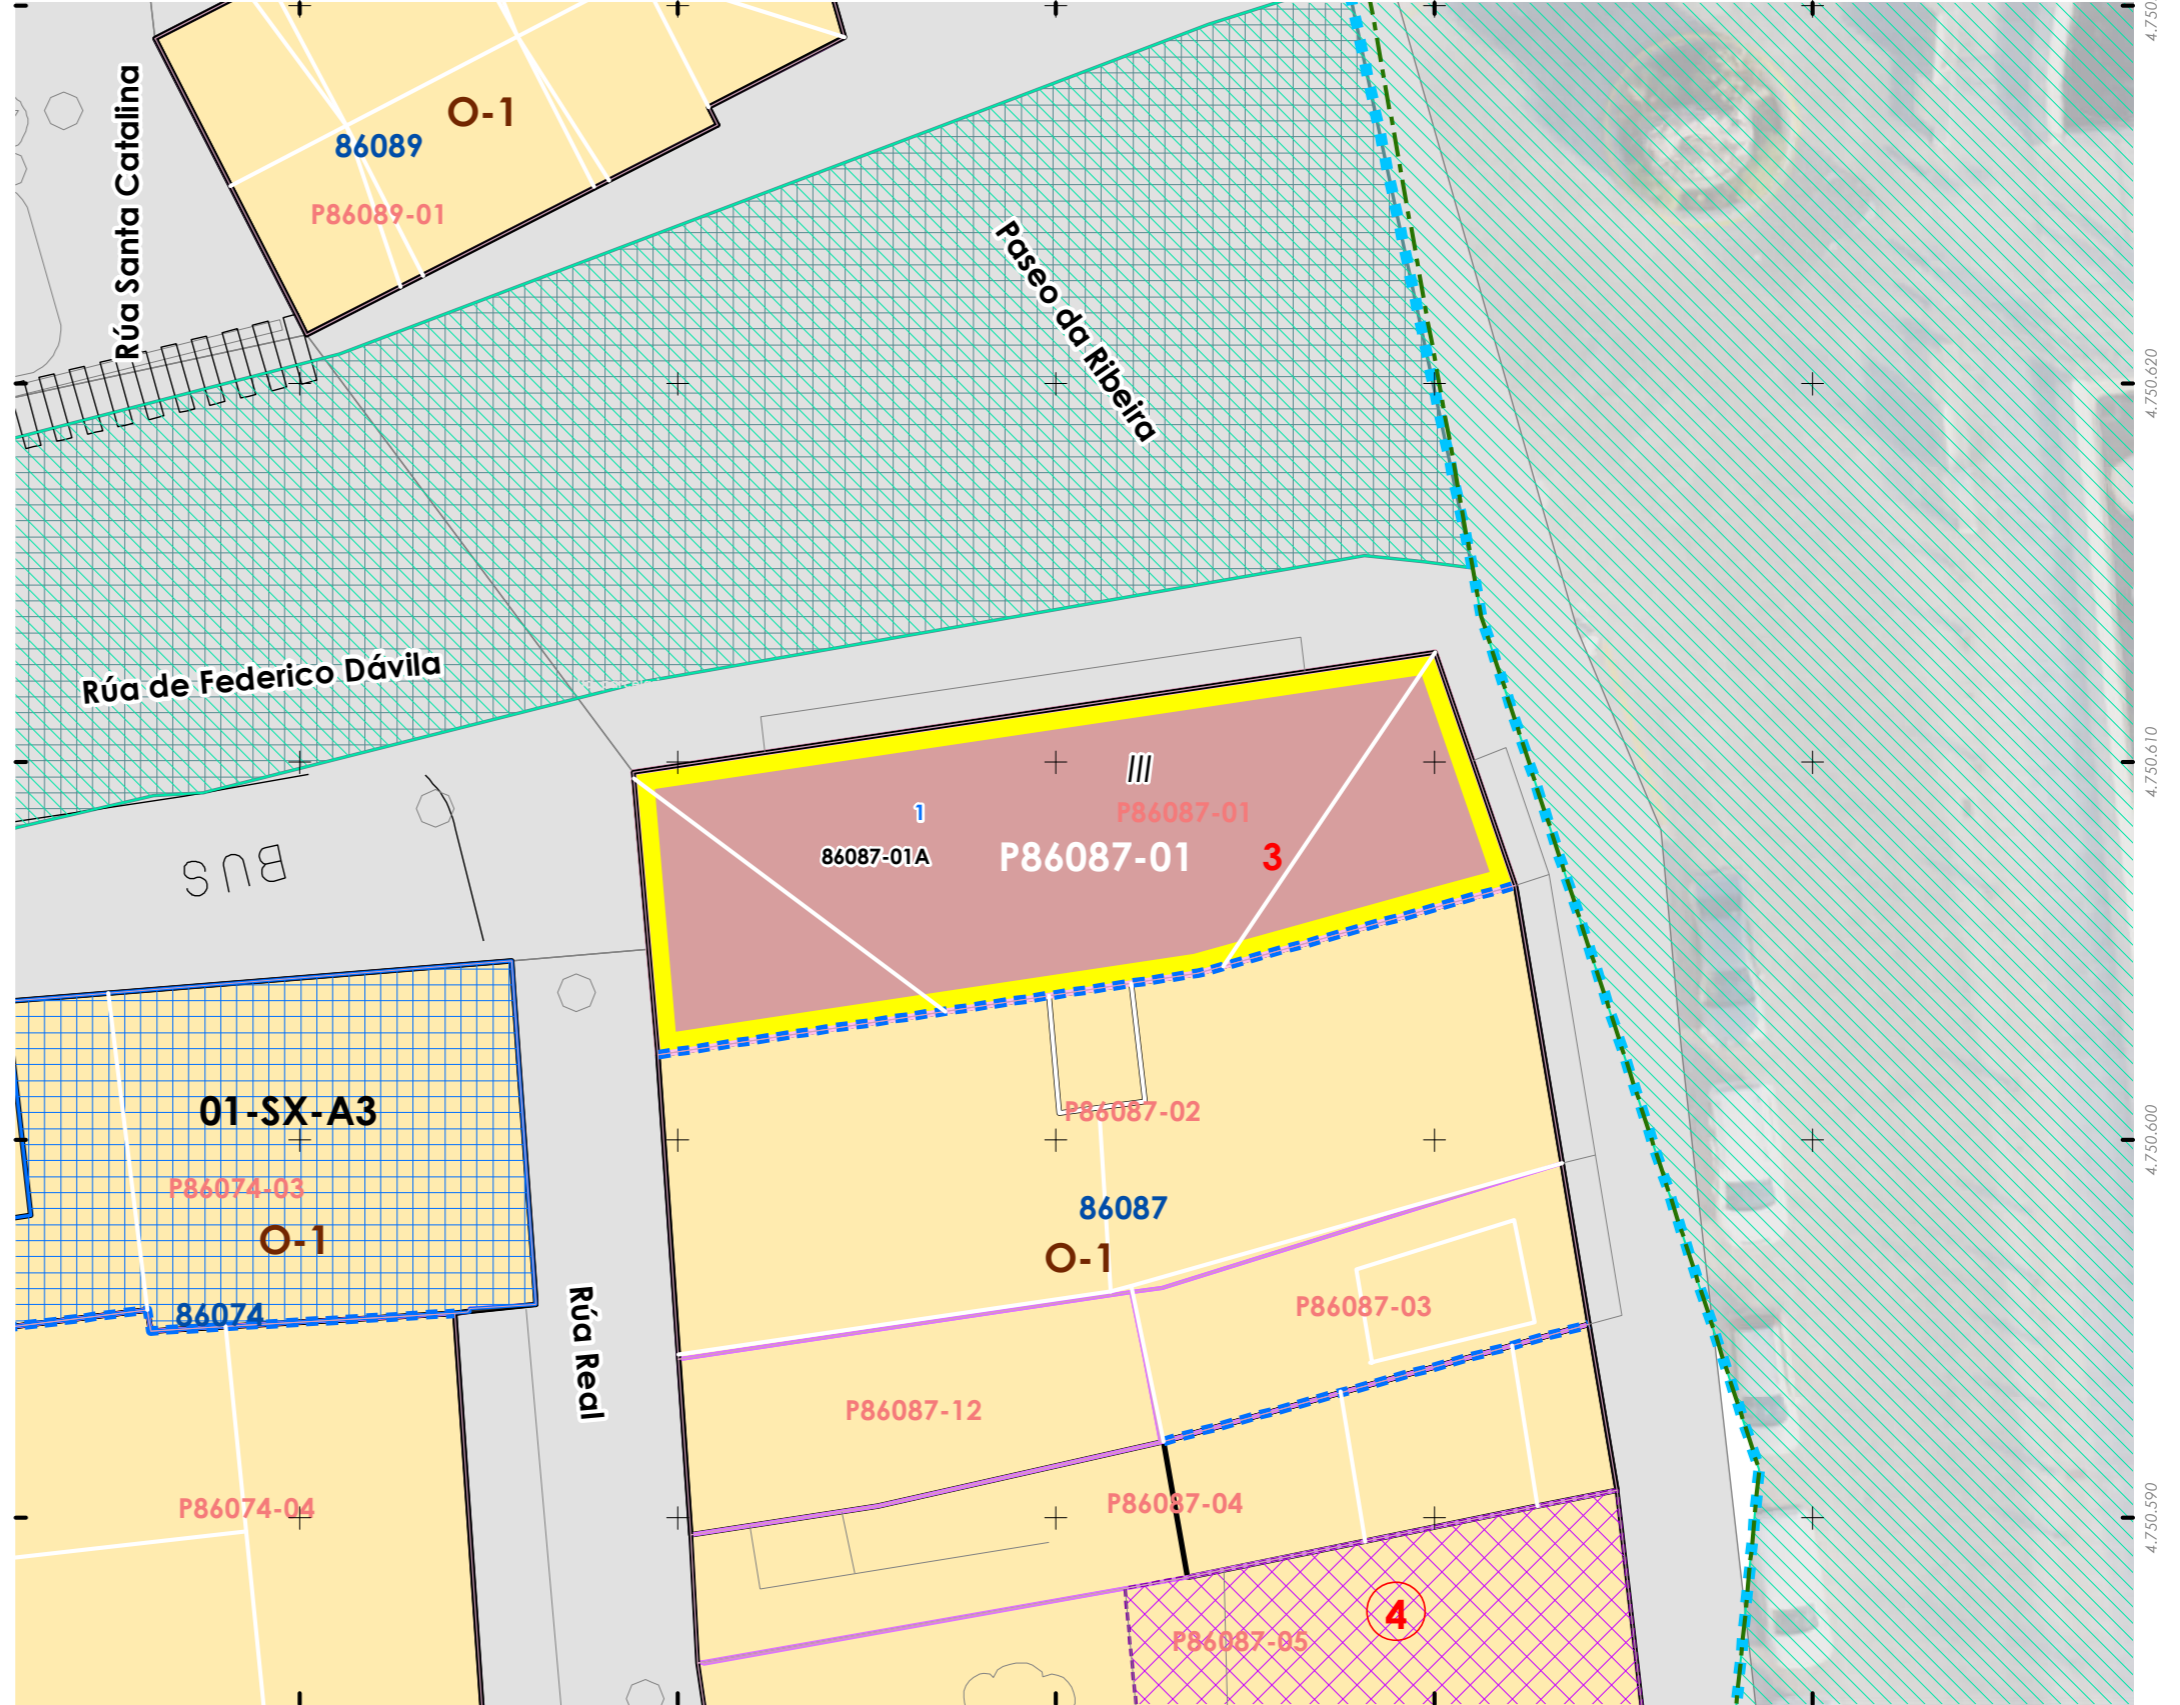 4.750.
O-1
86089
P86089-01
Rúa Santa Catalina
Paseo da Ribeira
4.750.620
Rúa de Federico Dávila
4.750.610
III
1
P86087-01
86087-01A
P86087-01
3
BUS
01-SX-A3
P86087-02
4.750.600
P86074-03
86087
O-1
O-1
86074
P86087-03
Rúa Real
P86087-12
P86074-04
P86087-04
4.750.590
4
P86087-05